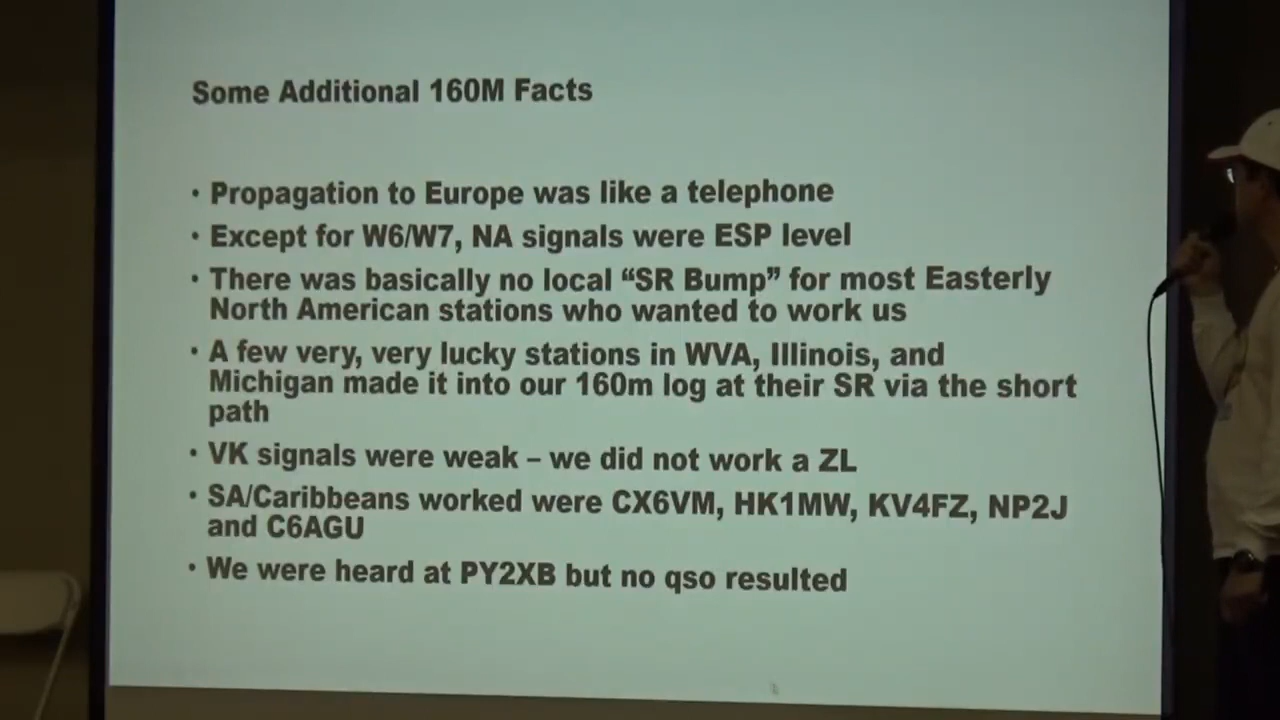 Some Additional 160M Facts
• Propagation to Europe was like a telephone
• Except for W6/W7, NA signals were ESP level
• There was basically no local “SR Bump” for most Easterly
North American stations who wanted to work us
• A few very, very lucky stations in WVA, Illinois, and
Michigan made it into our 160m log at their SR via the short
path
• VK signals were weak – we did not work a ZL
• SA/Caribbeans worked were CX6VM, HK1MW, KV4FZ, NP2J
and C6AGU
• We were heard at PY2XB but no qso resulted